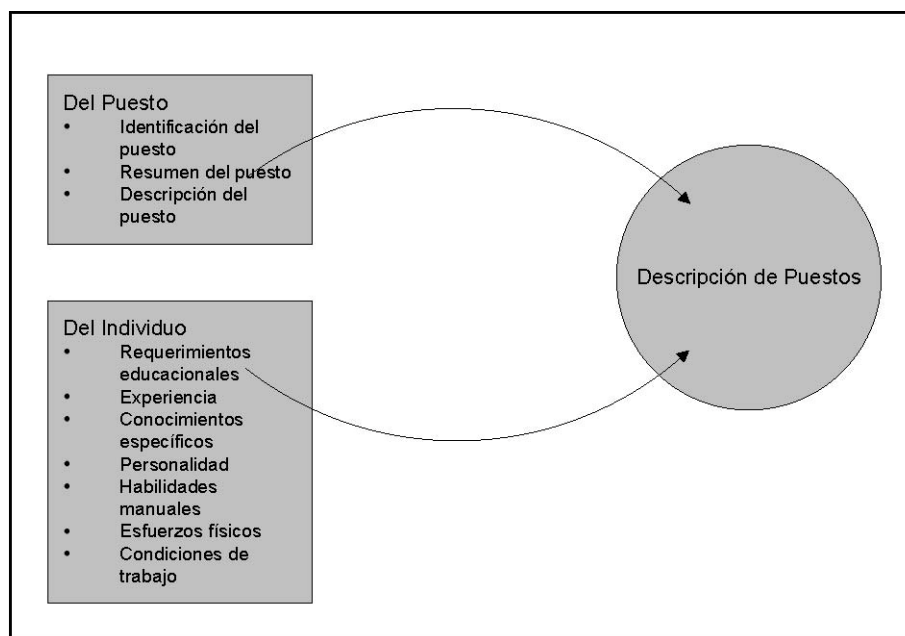 Del Puesto
• Identificación del
puesto
• Resumen del puesto
• Descripción del
puesto
Del Individuo
• Requerimientos
educacionales
• Experiencia
• Conocimientos
específicos
• Personalidad
• Habilidades
manuales
• Esfuerzos físicos
• Condiciones de
trabajo
Descripción de Puestos